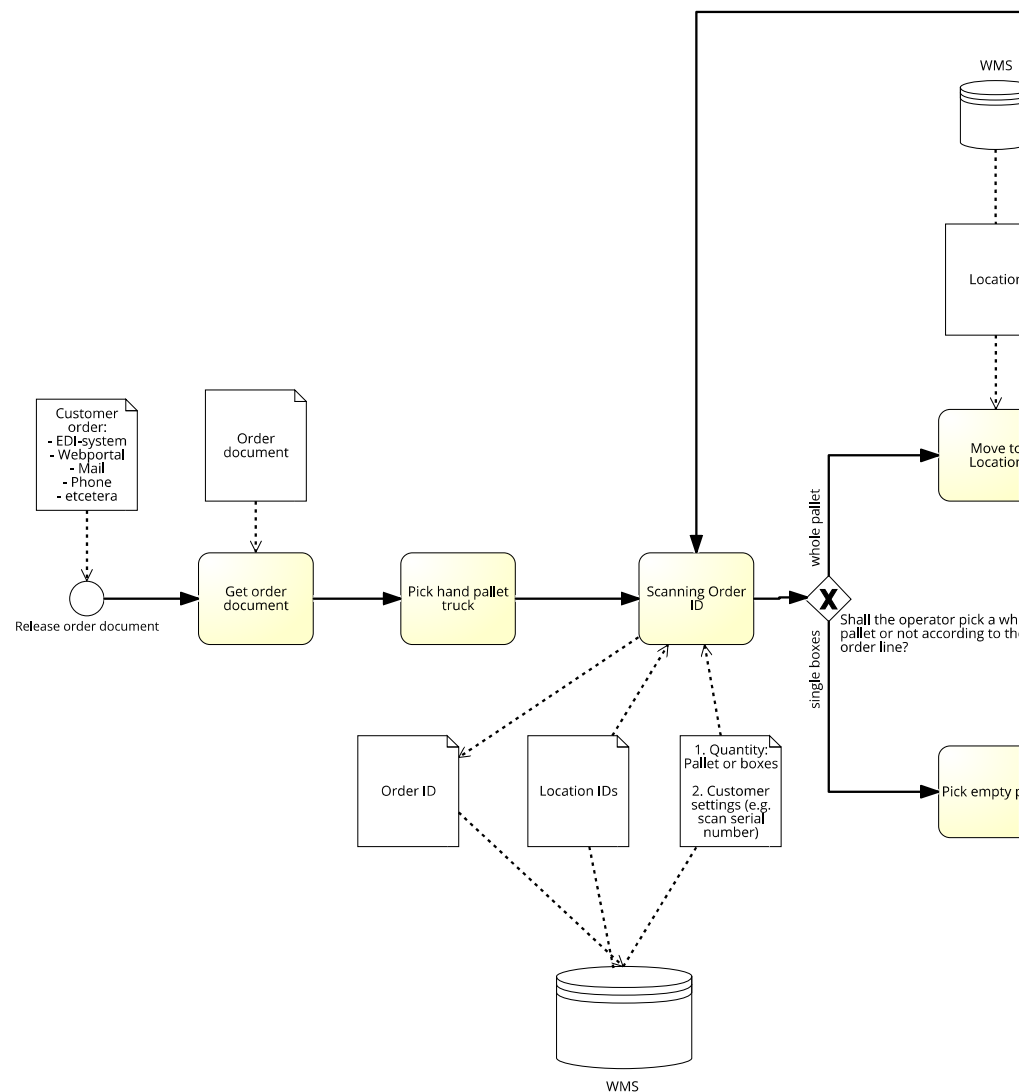 WMS
Location
Customer
order:
- EDI-system
- Webportal
- Mail
- Phone
- etcetera
Order
document
Move to
Location
whole pallet
Get order
document
Pick hand pallet
truck
Scanning Order
ID
X
Release order document
Shall the operator pick a wh
pallet or not according to the
order line?
single boxes
Order ID
Location IDs
1. Quantity:
Pallet or boxes
2. Customer
settings (e.g.
scan serial
number)
Pick empty p
WMS